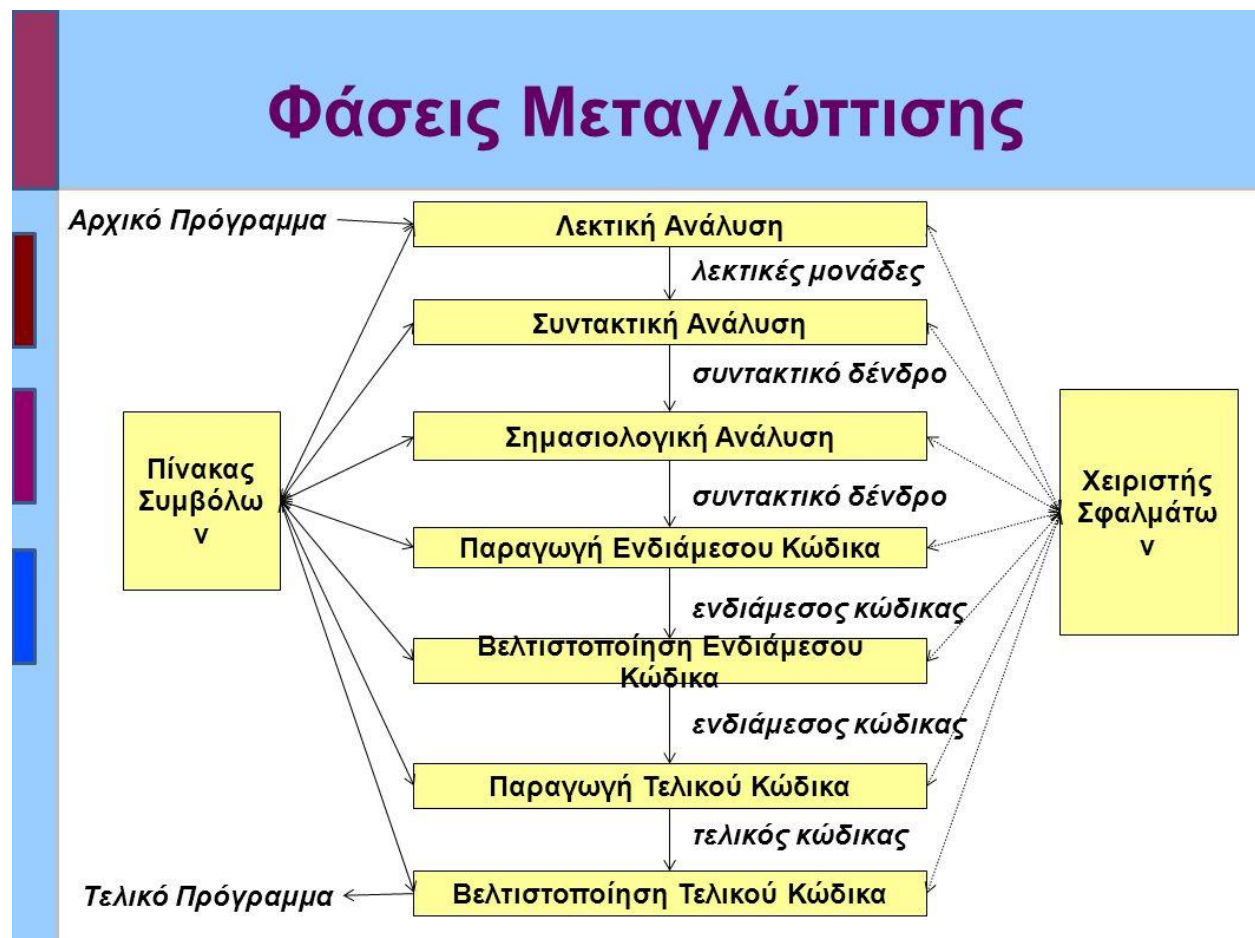 Φάσεις Μεταγλώττισης
Αρχικό Πρόγραμμα
Λεκτική Ανάλυση
λεκτικές μονάδες
Συντακτική Ανάλυση
συντακτικό δένδρο
Σημασιολογική Ανάλυση
Πίνακας
Συμβόλω
ν
Χειριστής
Σφαλμάτω
ν
συντακτικό δένδρο
Παραγωγή Ενδιάμεσου Κώδικα
ενδιάμεσος κώδικας
Βελτιστοποίηση Ενδιάμεσου
Κώδικα
ενδιάμεσος κώδικας
Παραγωγή Τελικού Κώδικα
τελικός κώδικας
Βελτιστοποίηση Τελικού Κώδικα
Τελικό Πρόγραμμα